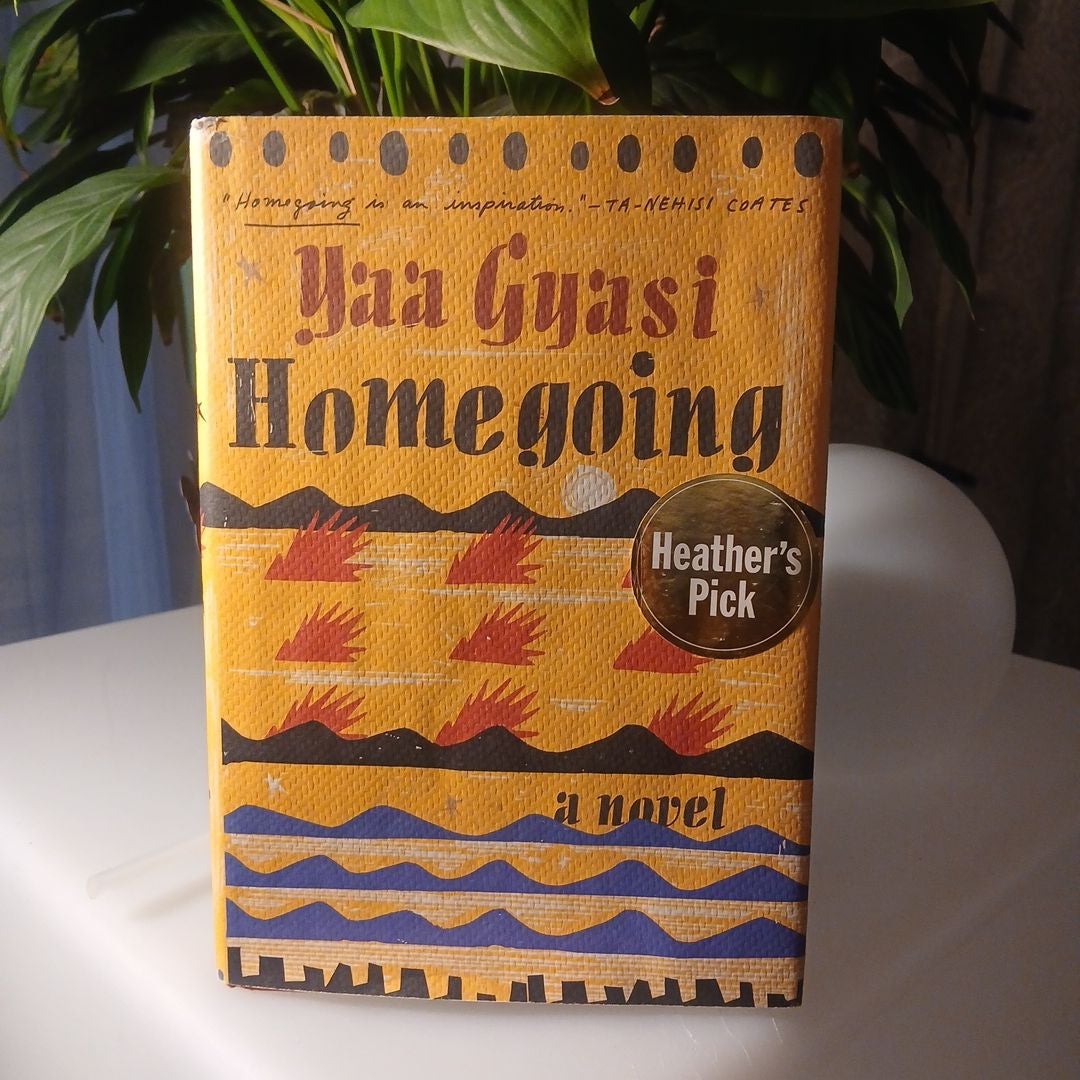 "Homegoing is an inspiration."—TA-NEHISI COATES
Yaa Gyasi
Homegoing
Heather's
Pick
a novel